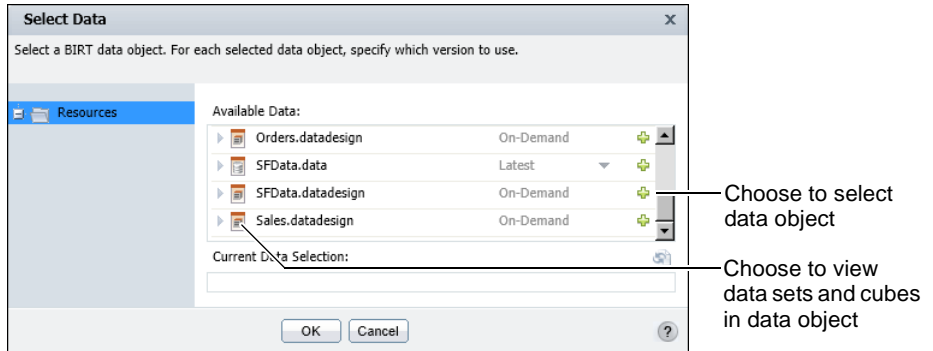 Select Data
x
Select a BIRT data object. For each selected data object, specify which version to use.
Resources
Available Data:
Orders.datadesign On-Demand
SFData.data Latest
SFData.datadesign On-Demand
Sales.datadesign On-Demand
Choose to select
data object
Current Data Selection:
Choose to view
data sets and cubes
in data object
OK Cancel
?